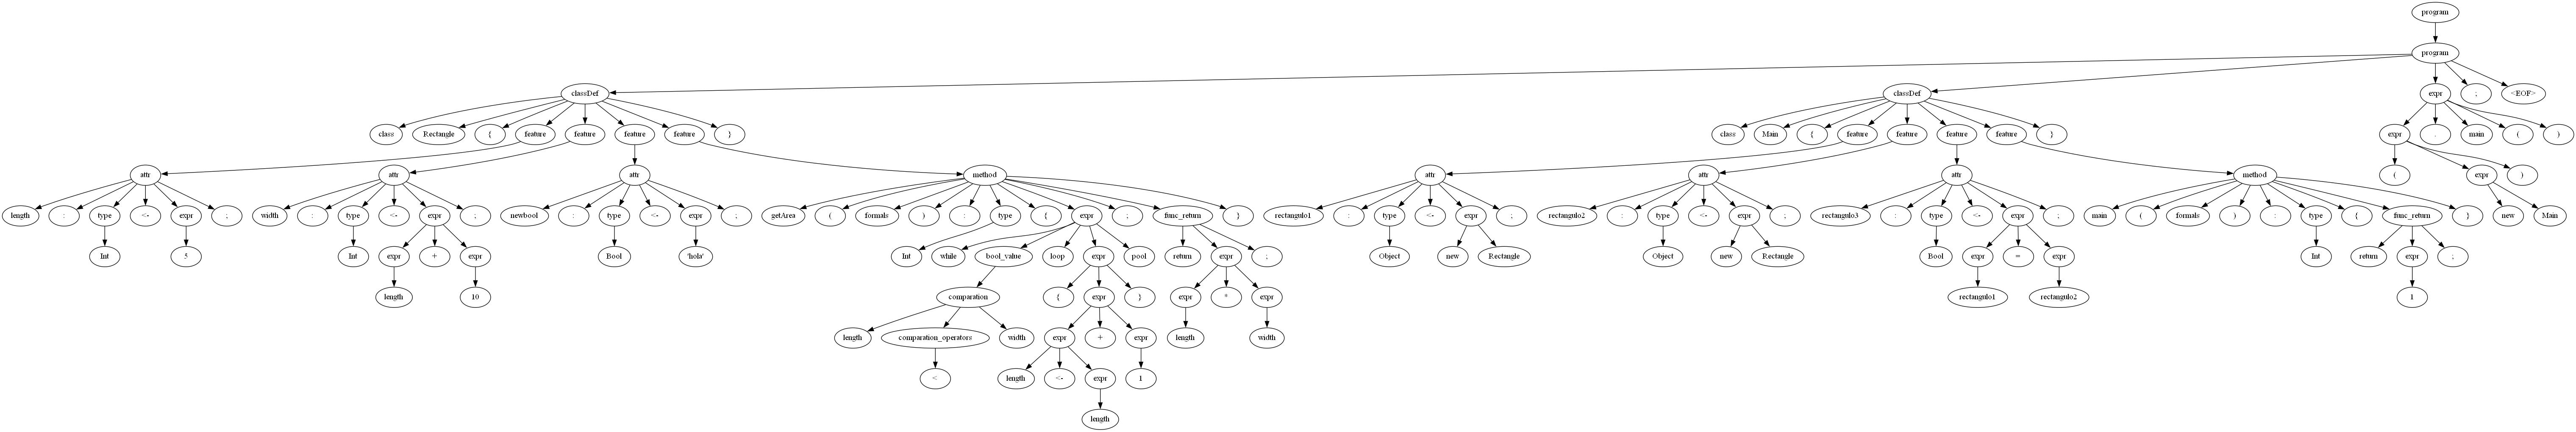 program
program
classDef classDef expr ; <EOF>
class Rectangle { feature feature feature feature } class Main { feature feature feature feature } expr . main ( )
attr attr attr method attr attr attr method ( expr )
length : type <- expr ; width : type <- expr ; newbool : type <- expr ; getArea ( formals ) : type { expr ; func_return } rectangulo1 : type <- expr ; rectangulo2 : type <- expr ; rectangulo3 : type <- expr ; main ( formals ) : type { func_return } new Main
Int 5 Int expr + expr Bool 'hola' Int while bool_value loop expr pool return expr ; Object new Rectangle Object new Rectangle Bool expr = expr Int return expr ;
length 10 comparation { expr } expr * expr rectangulo1 rectangulo2 1
length comparation_operators width expr + expr length width
< length <- expr 1
length